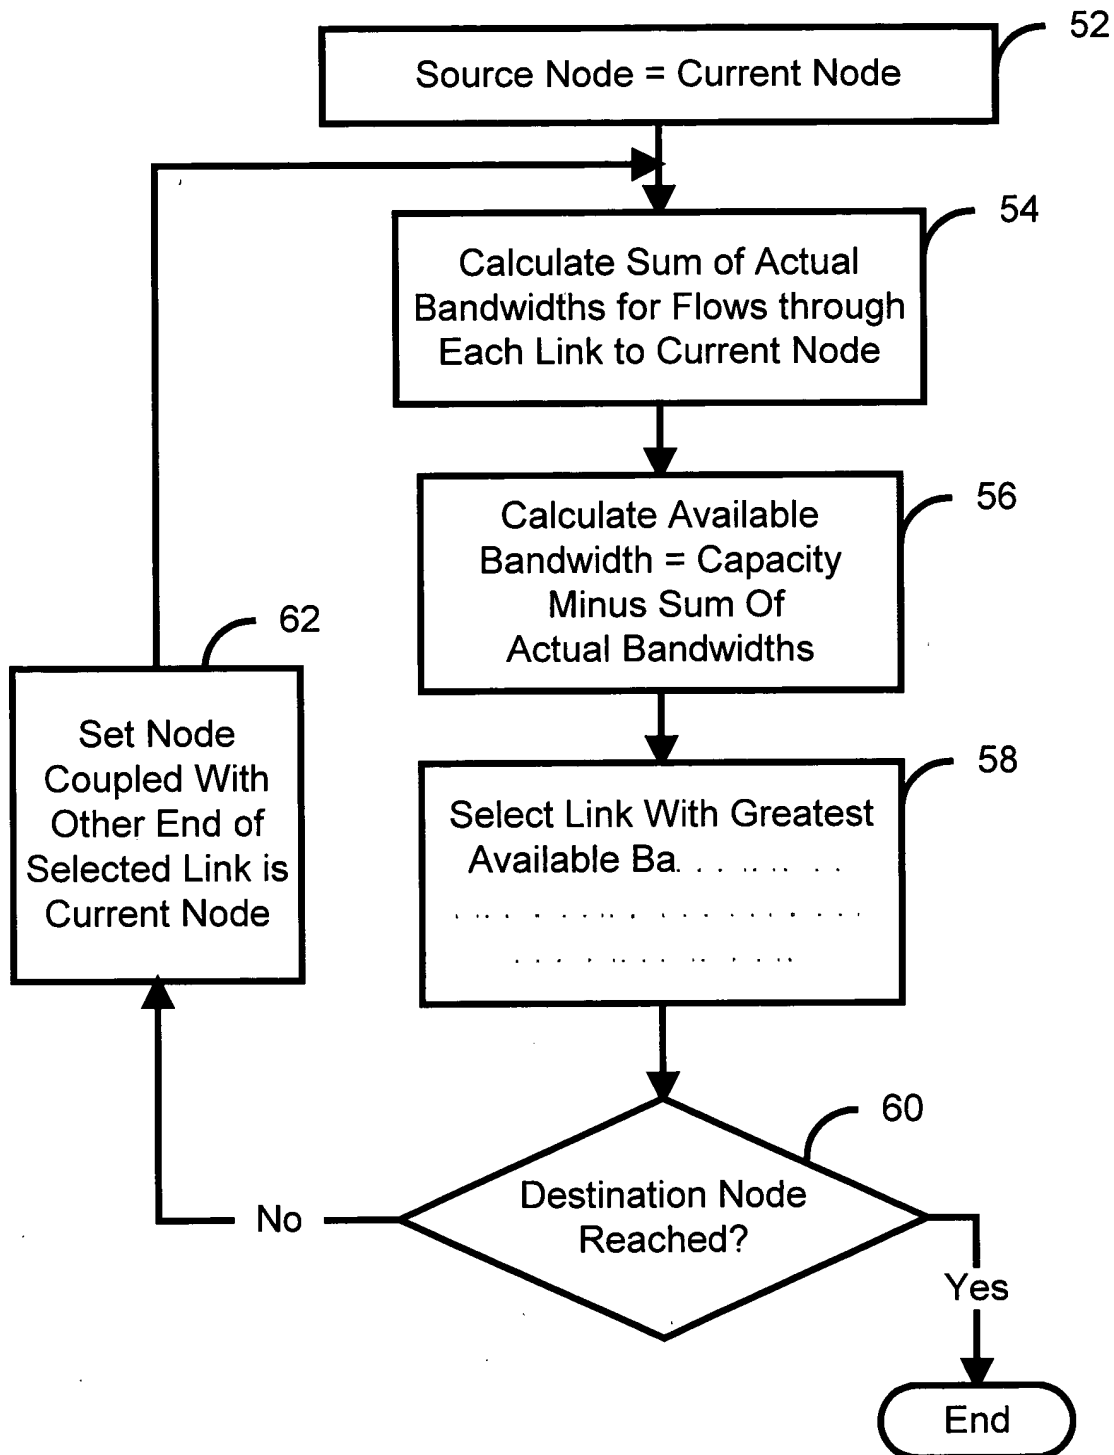 52
Source Node = Current Node
54
Calculate Sum of Actual
Bandwidths for Flows through
Each Link to Current Node
56
Calculate Available
Bandwidth = Capacity
Minus Sum Of
Actual Bandwidths
62
Set Node
Coupled With
Other End of
Selected Link is
Current Node
58
Select Link With Greatest
Available
60
Destination Node
Reached?
No
Yes
End